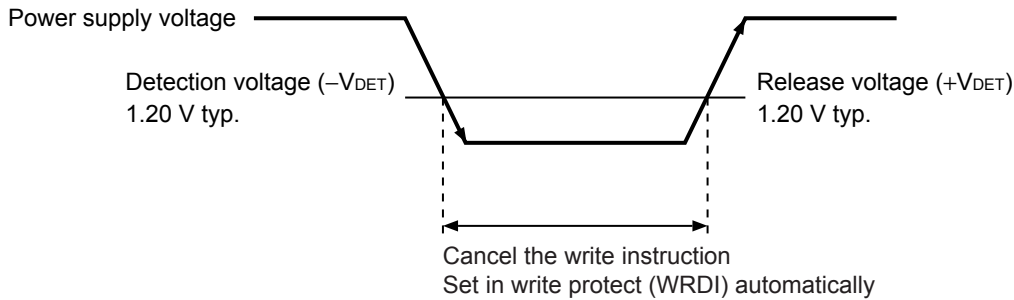 Power supply voltage
Detection voltage (−VDET)
1.20 V typ.
Release voltage (+VDET)
1.20 V typ.
Cancel the write instruction
Set in write protect (WRDI) automatically